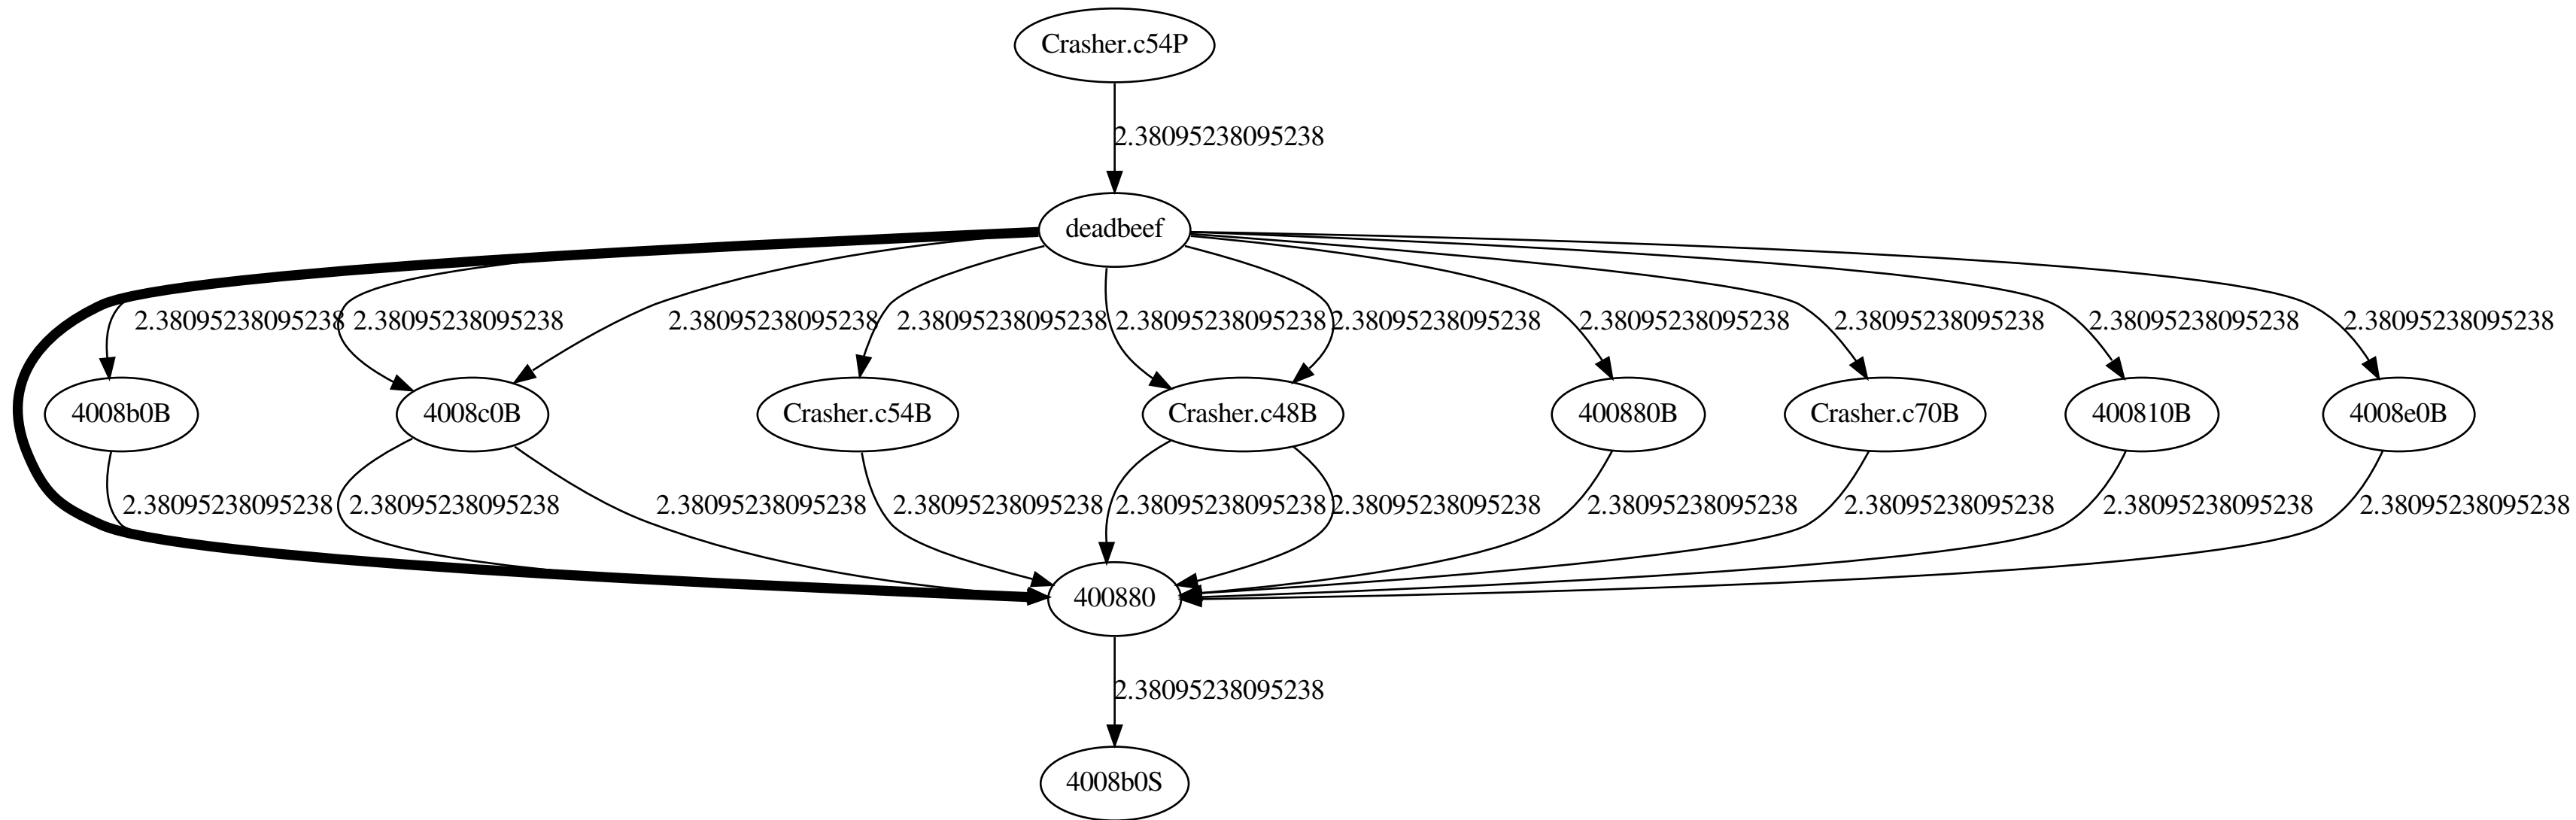 Crasher.c54P
2.38095238095238
deadbeef
2.38095238095238 2.38095238095238 2.38095238095238 2.38095238095238 2.38095238095238 2.38095238095238 2.38095238095238 2.38095238095238 2.38095238095238 2.38095238095238
4008b0B 4008c0B Crasher.c54B Crasher.c48B 400880B Crasher.c70B 400810B 4008e0B
2.38095238095238 2.38095238095238 2.38095238095238 2.38095238095238 2.38095238095238 2.38095238095238 2.38095238095238 2.38095238095238 2.38095238095238 2.38095238095238
400880
2.38095238095238
4008b0S